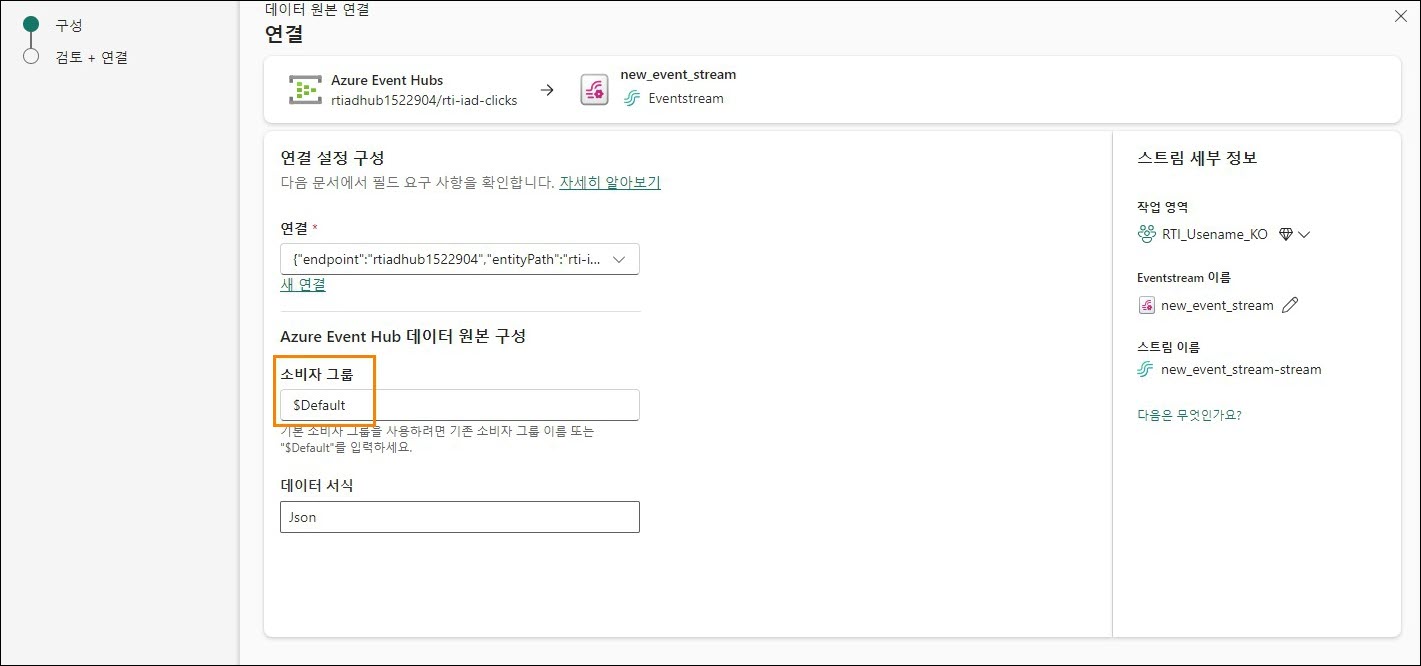 구성
검토 + 연결
데이터 원본 연결
연결
Azure Event Hubs
rtiadhub1522904/rti-iad-clicks
new_event_stream
Eventstream
연결 설정 구성
다음 문서에서 필드 요구 사항을 확인합니다. 자세히 알아보기
연결 *
{"endpoint":"rtiadhub1522904","entityPath":"rti-i...
새 연결
Azure Event Hub 데이터 원본 구성
소비자 그룹
$Default
기본 소비자 그룹을 사용하려면 기존 소비자 그룹 이름 또는
"$Default"를 입력하세요.
데이터 서식
Json
스트림 세부 정보
작업 영역
RTI_Usename_KO
Eventstream 이름
new_event_stream
스트림 이름
new_event_stream-stream
다음은 무엇인가요?